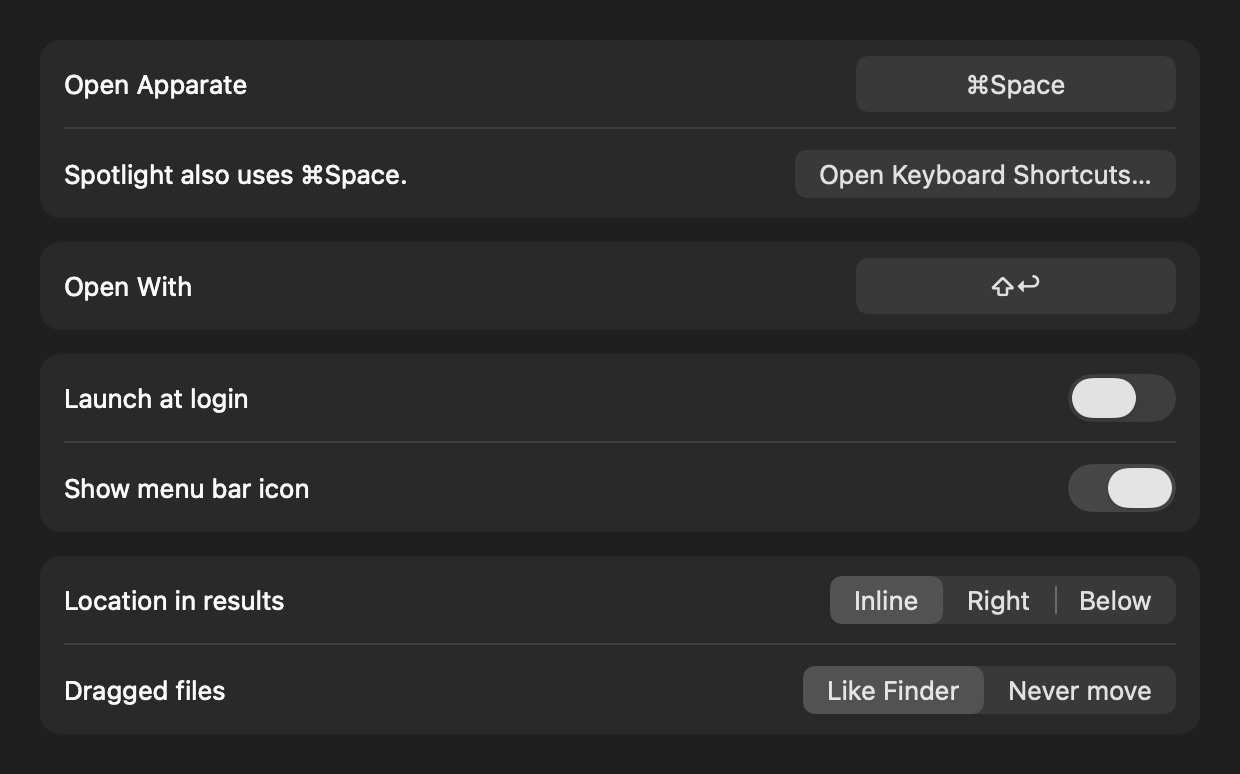 Open Apparate ⌘Space
Spotlight also uses ⌘Space. Open Keyboard Shortcuts...
Open With ⇧↩
Launch at login
Show menu bar icon
Location in results Inline Right Below
Dragged files Like Finder Never move